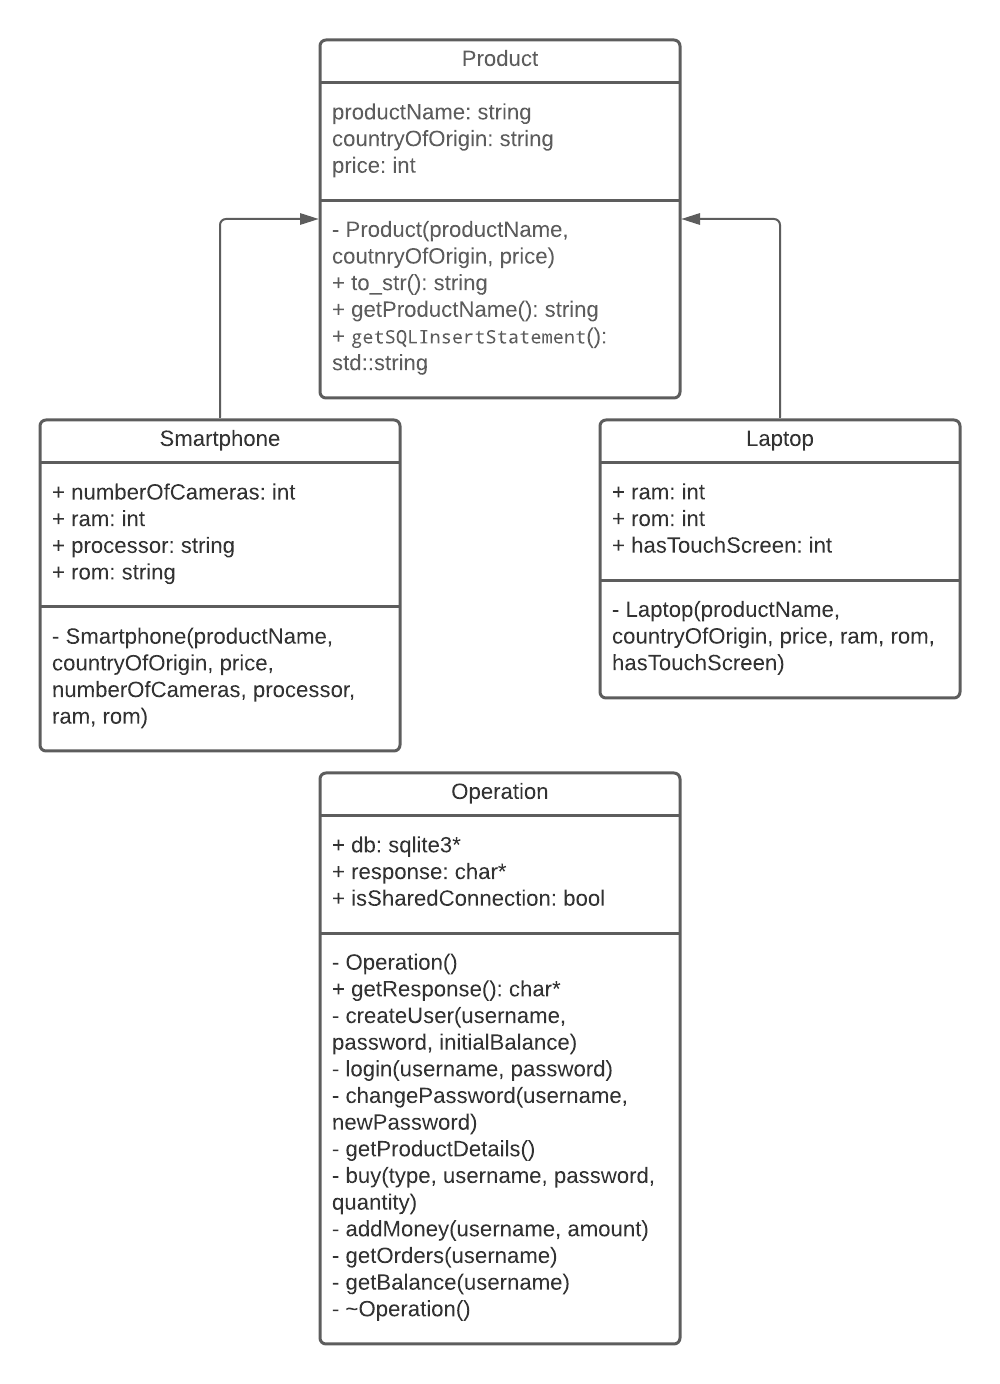 Product
productName: string
countryOfOrigin: string
price: int
- Product(productName,
coutnryOfOrigin, price)
+ to_str(): string
+ getProductName(): string
+ getSQLInsertStatement():
std::string
Smartphone
+ numberOfCameras: int
+ ram: int
+ processor: string
+ rom: string
- Smartphone(productName,
countryOfOrigin, price,
numberOfCameras, processor,
ram, rom)
Laptop
+ ram: int
+ rom: int
+ hasTouchScreen: int
- Laptop(productName,
countryOfOrigin, price, ram, rom,
hasTouchScreen)
Operation
+ db: sqlite3*
+ response: char*
+ isSharedConnection: bool
- Operation()
+ getResponse(): char*
- createUser(username,
password, initialBalance)
- login(username, password)
- changePassword(username,
newPassword)
- getProductDetails()
- buy(type, username, password,
quantity)
- addMoney(username, amount)
- getOrders(username)
- getBalance(username)
- ~Operation()